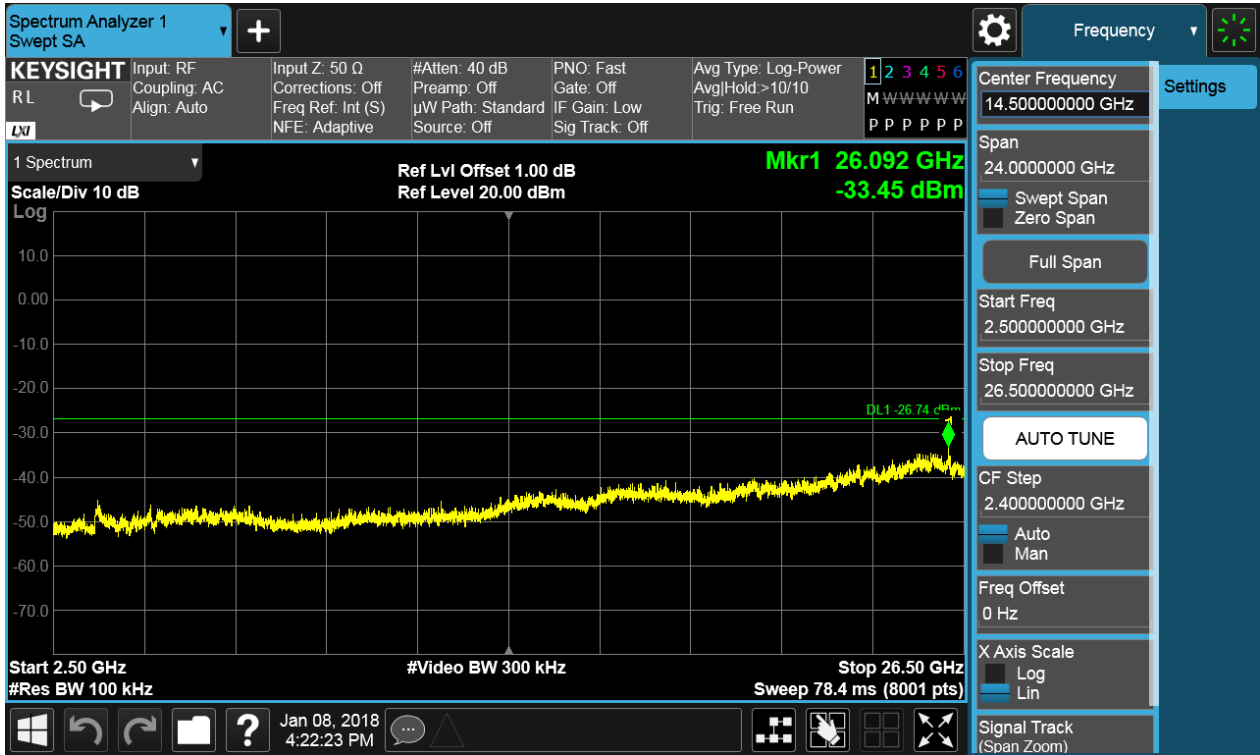 Spectrum Analyzer 1
Swept SA
Frequency
KEYSIGHT
R L
LXI
Input: RF
Coupling: AC
Align: Auto
Input Z: 50 Ω
Corrections: Off
Freq Ref: Int (S)
NFE: Adaptive
#Atten: 40 dB
Preamp: Off
µW Path: Standard
Source: Off
PNO: Fast
Gate: Off
IF Gain: Low
Sig Track: Off
Avg Type: Log-Power
Avg|Hold:>10/10
Trig: Free Run
1 2 3 4 5 6
M W W W W W
P P P P P P
1 Spectrum
Scale/Div 10 dB
Log
Ref Lvl Offset 1.00 dB
Ref Level 20.00 dBm
Mkr1 26.092 GHz
-33.45 dBm
10.0
0.00
-10.0
-20.0
-30.0
-40.0
-50.0
-60.0
-70.0
DL1 -26.74 dBm
1
Start 2.50 GHz
#Res BW 100 kHz
#Video BW 300 kHz
Stop 26.50 GHz
Sweep 78.4 ms (8001 pts)
Center Frequency
14.500000000 GHz
Span
24.0000000 GHz
Swept Span
Zero Span
Full Span
Start Freq
2.500000000 GHz
Stop Freq
26.500000000 GHz
AUTO TUNE
CF Step
2.400000000 GHz
Auto
Man
Freq Offset
0 Hz
X Axis Scale
Log
Lin
Signal Track
(Span Zoom)
Settings
?
Jan 08, 2018
4:22:23 PM